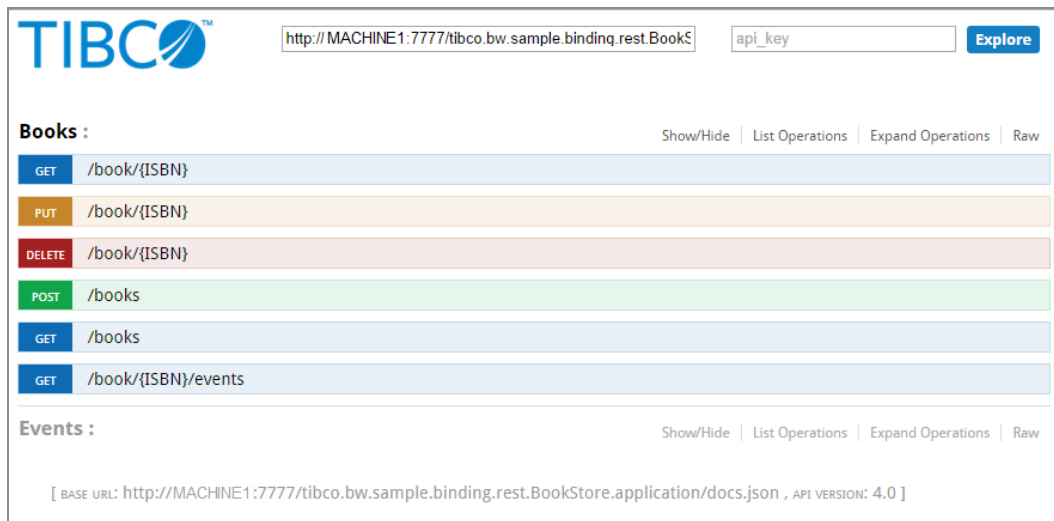 TIBCO™
http:// MACHINE1:7777/tibco.bw.sample.binding.rest.BookS
api_key
Explore
Books :
Show/Hide List Operations Expand Operations Raw
GET /book/{ISBN}
PUT /book/{ISBN}
DELETE /book/{ISBN}
POST /books
GET /books
GET /book/{ISBN}/events
Events :
Show/Hide List Operations Expand Operations Raw
[ BASE URL: http://MACHINE1:7777/tibco.bw.sample.binding.rest.BookStore.application/docs.json , API VERSION: 4.0 ]